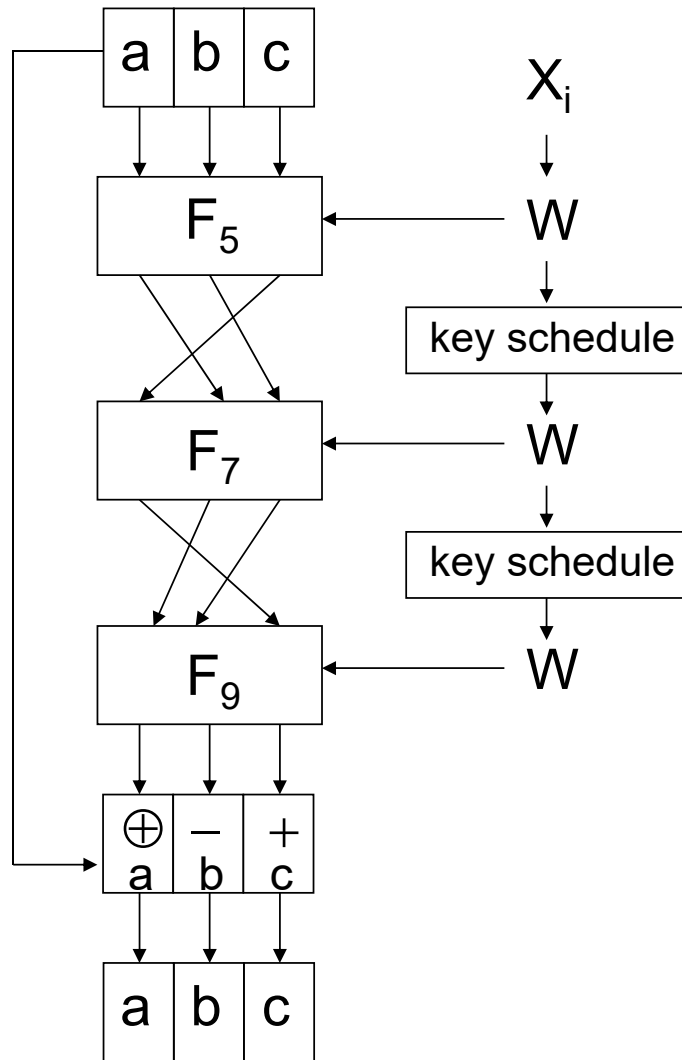 a b c
X_i
F_5
W
key schedule
F_7
W
key schedule
F_9
W
⊕ − +
a b c
a b c